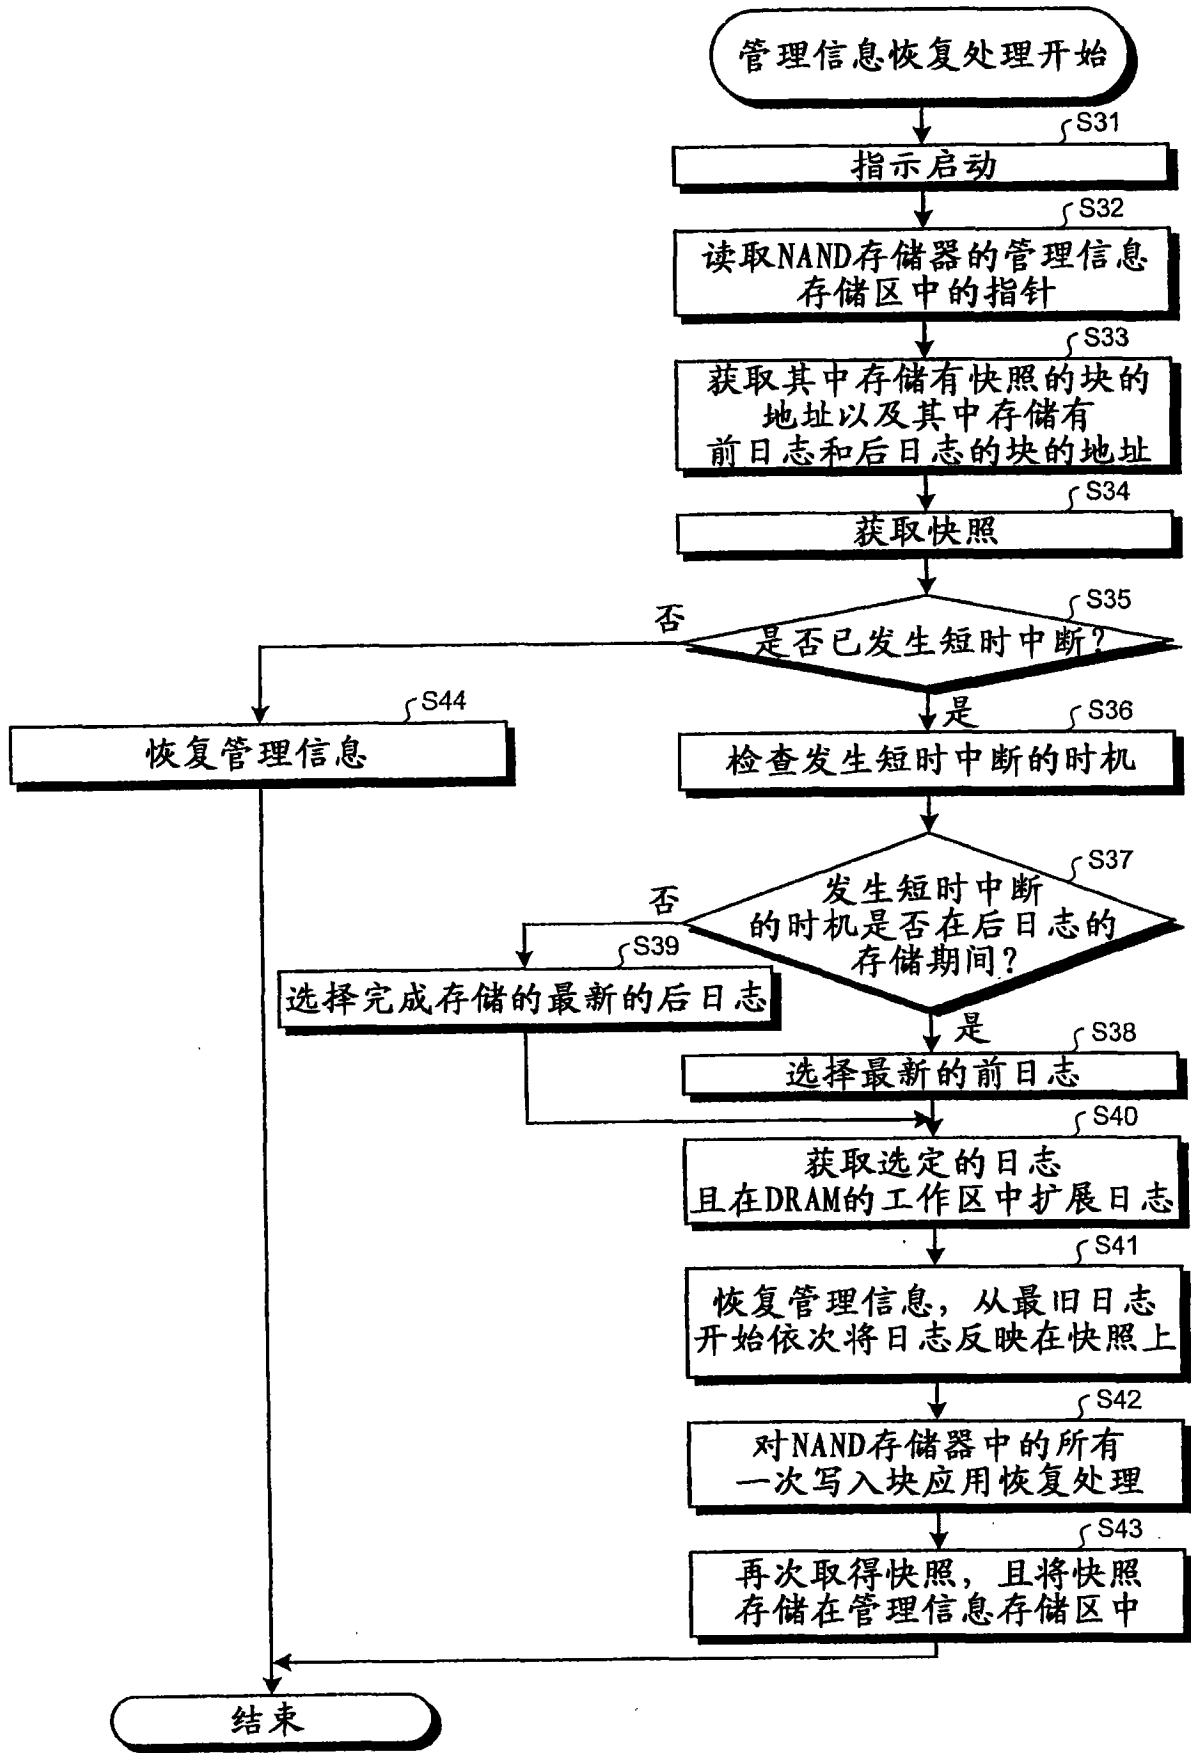 管理信息恢复处理开始
S31
指示启动
S32
读取NAND存储器的管理信息
存储区中的指针
S33
获取其中存储有快照的块的
地址以及其中存储有
前日志和后日志的块的地址
S34
获取快照
S35
是否已发生短时中断?
否
是
S44
恢复管理信息
S36
检查发生短时中断的时机
S37
发生短时中断
的时机是否在后日志的
存储期间?
否
是
S39
选择完成存储的最新的后日志
S38
选择最新的前日志
S40
获取选定的日志
且在DRAM的工作区中扩展日志
S41
恢复管理信息，从最旧日志
开始依次将日志反映在快照上
S42
对NAND存储器中的所有
一次写入块应用恢复处理
S43
再次取得快照，且将快照
存储在管理信息存储区中
结束